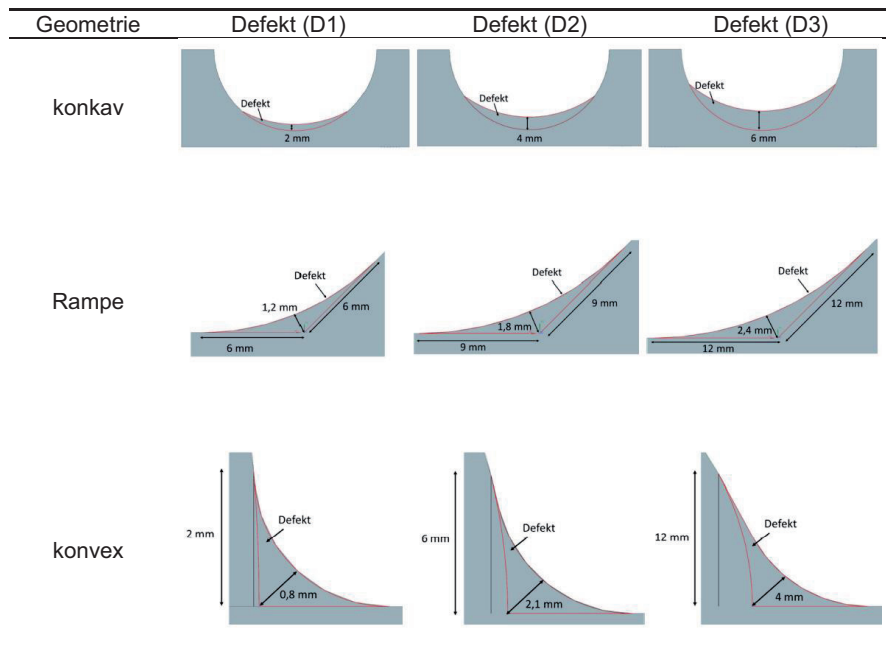 Geometrie Defekt (D1) Defekt (D2) Defekt (D3)
konkav
Defekt
2 mm
Defekt
4 mm
Defekt
6 mm
Rampe
Defekt
1,2 mm
6 mm
6 mm
Defekt
1,8 mm
9 mm
9 mm
Defekt
2,4 mm
12 mm
12 mm
konvex
2 mm
Defekt
0,8 mm
6 mm
Defekt
2,1 mm
12 mm
Defekt
4 mm